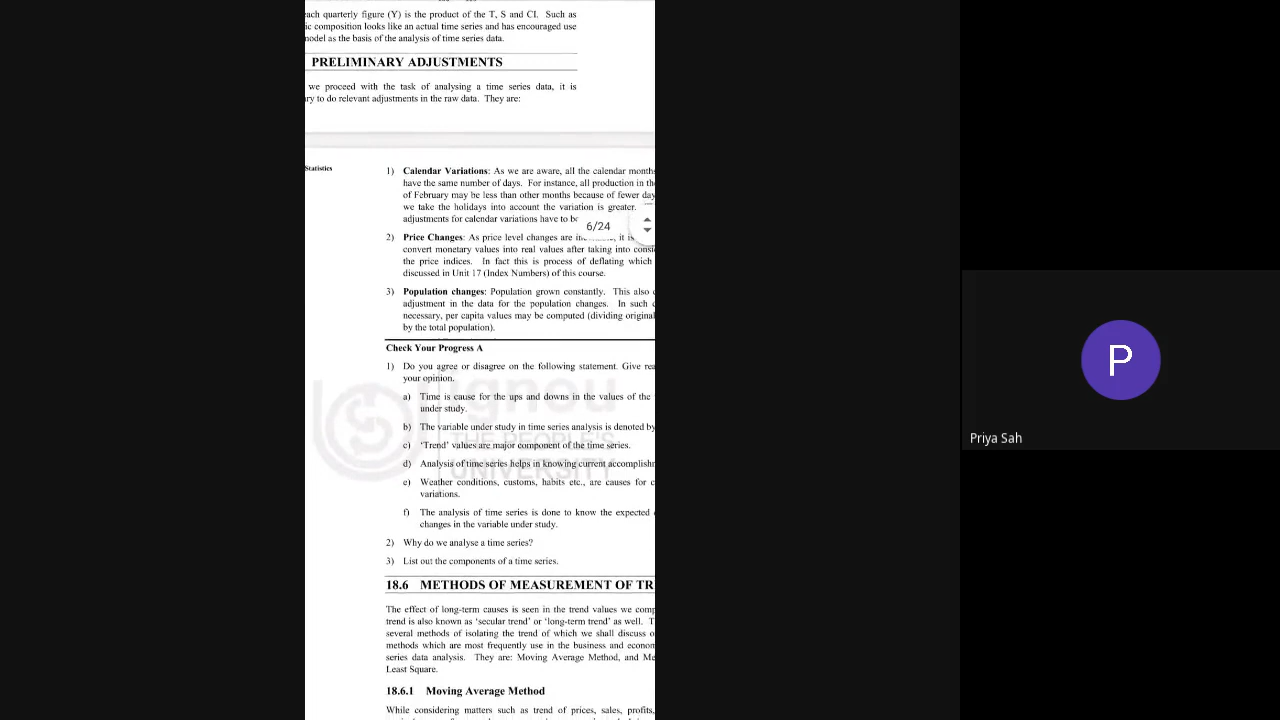 each quarterly figure (Y) is the product of the T, S and CI. Such as
ic composition looks like an actual time series and has encouraged use
model as the basis of the analysis of time series data.
PRELIMINARY ADJUSTMENTS
we proceed with the task of analysing a time series data, it is
ry to do relevant adjustments in the raw data. They are:
Statistics
1) Calendar Variations: As we are aware, all the calendar months
have the same number of days. For instance, all production in the
of February may be less than other months because of fewer day
we take the holidays into account the variation is greater.
adjustments for calendar variations have to b
6/24
2) Price Changes: As price level changes are in it is
convert monetary values into real values after taking into consi
the price indices. In fact this is process of deflating which
discussed in Unit 17 (Index Numbers) of this course.
3) Population changes: Population grown constantly. This also
adjustment in the data for the population changes. In such
necessary, per capita values may be computed (dividing original
by the total population).
Check Your Progress A
1) Do you agree or disagree on the following statement. Give rea
your opinion.
a) Time is cause for the ups and downs in the values of the
under study.
b) The variable under study in time series analysis is denoted by
c) ‘Trend’ values are major component of the time series.
d) Analysis of time series helps in knowing current accomplishm
e) Weather conditions, customs, habits etc., are causes for c
variations.
f) The analysis of time series is done to know the expected
changes in the variable under study.
ignou
THE PEOPLE'S
UNIVERSITY
2) Why do we analyse a time series?
3) List out the components of a time series.
18.6 METHODS OF MEASUREMENT OF TR
The effect of long-term causes is seen in the trend values we comp
trend is also known as ‘secular trend’ or ‘long-term trend’ as well. T
several methods of isolating the trend of which we shall discuss o
methods which are most frequently use in the business and econom
series data analysis. They are: Moving Average Method, and Me
Least Square.
18.6.1 Moving Average Method
While considering matters such as trend of prices, sales, profits,
P
Priya Sah